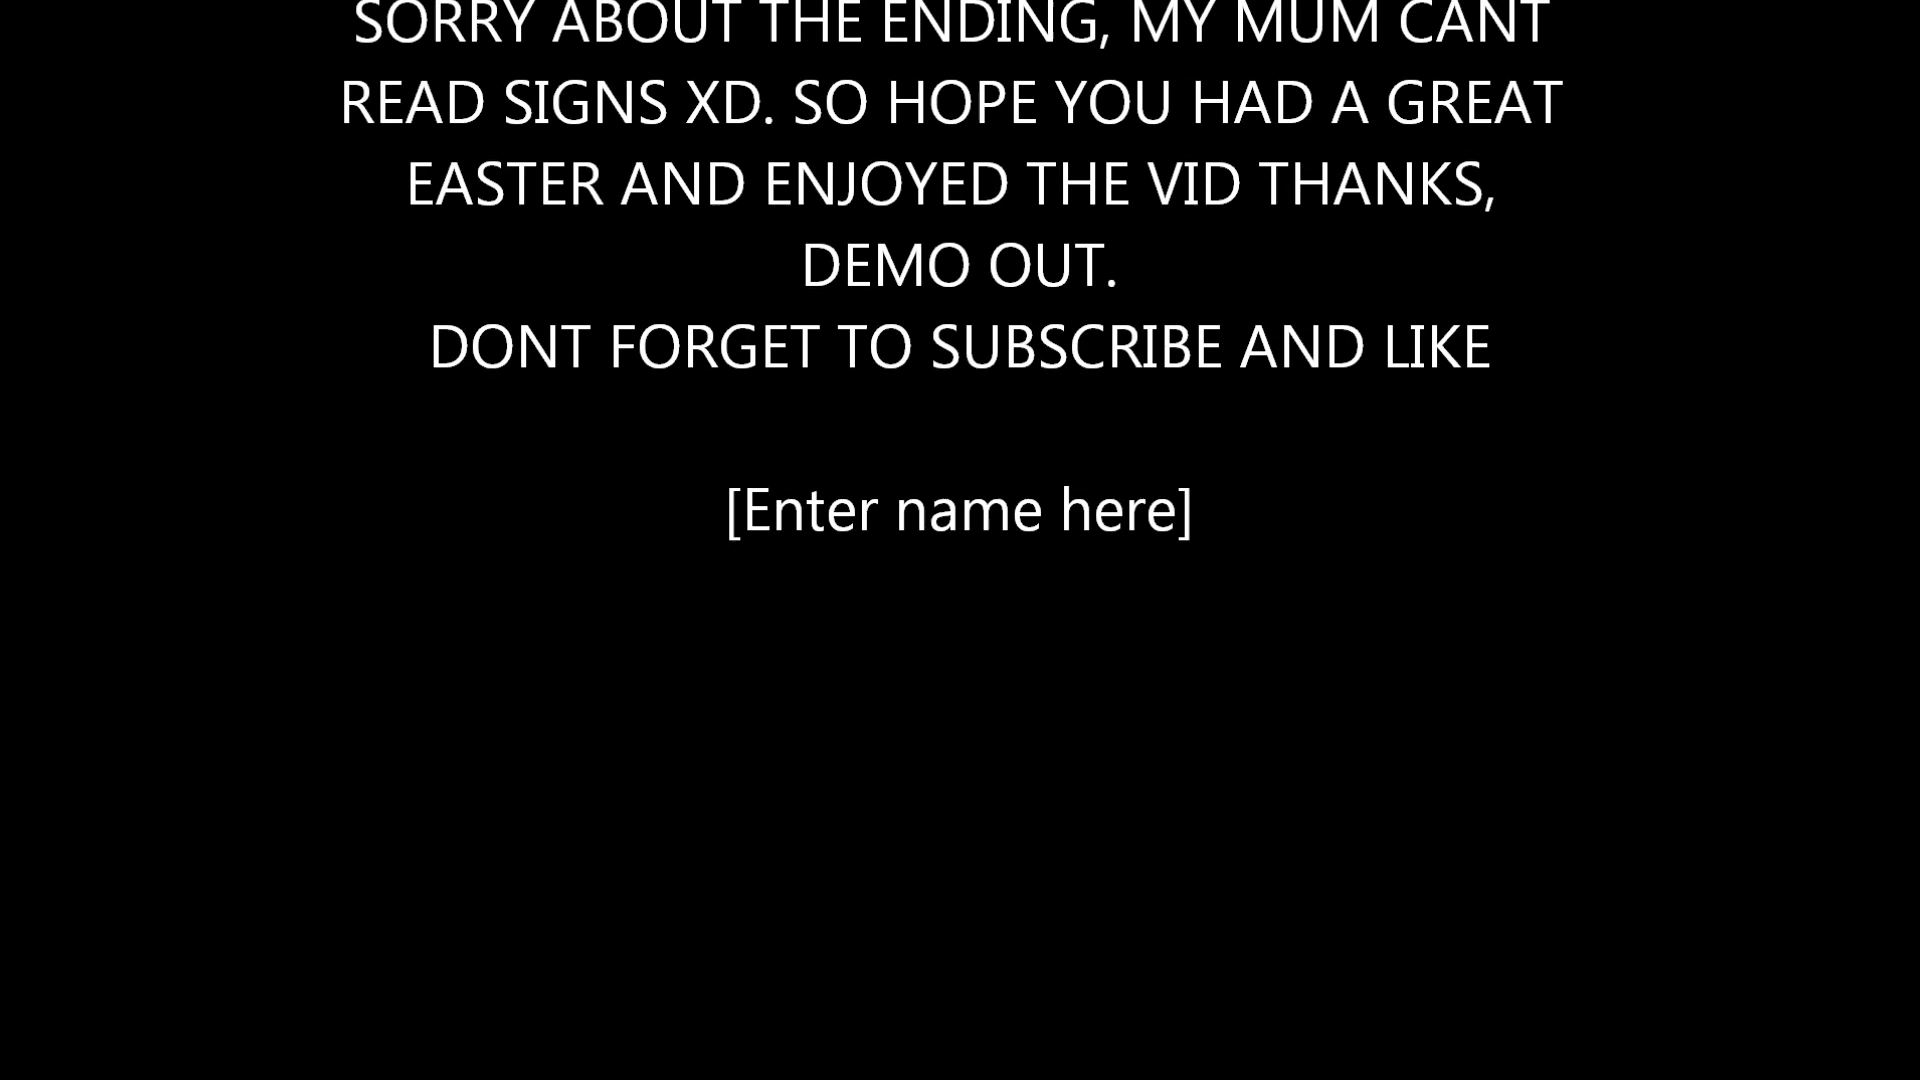 SORRY ABOUT THE ENDING, MY MUM CANT
READ SIGNS XD. SO HOPE YOU HAD A GREAT
EASTER AND ENJOYED THE VID THANKS,
DEMO OUT.
DONT FORGET TO SUBSCRIBE AND LIKE
[Enter name here]